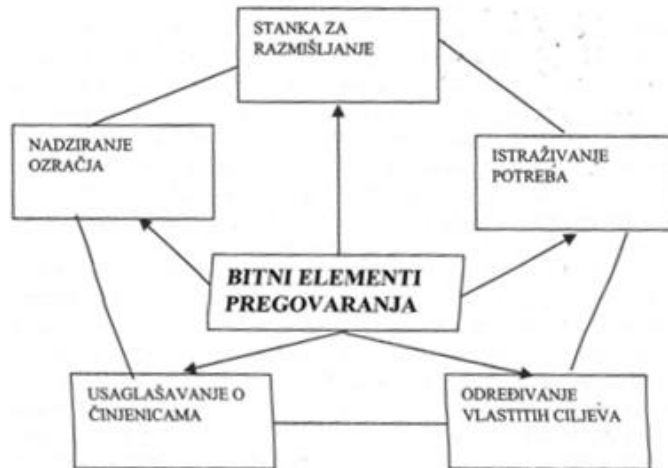 STANKA ZA
RAZMIŠLJANJE
NADZIRANJE
OZRAČJA
ISTRAŽIVANJE
POTREBA
BITNI ELEMENTI
PREGOVARANJA
USAGLAŠAVANJE O
ČINJENICAMA
ODREĐIVANJE
VLASTITIH CILJEVA